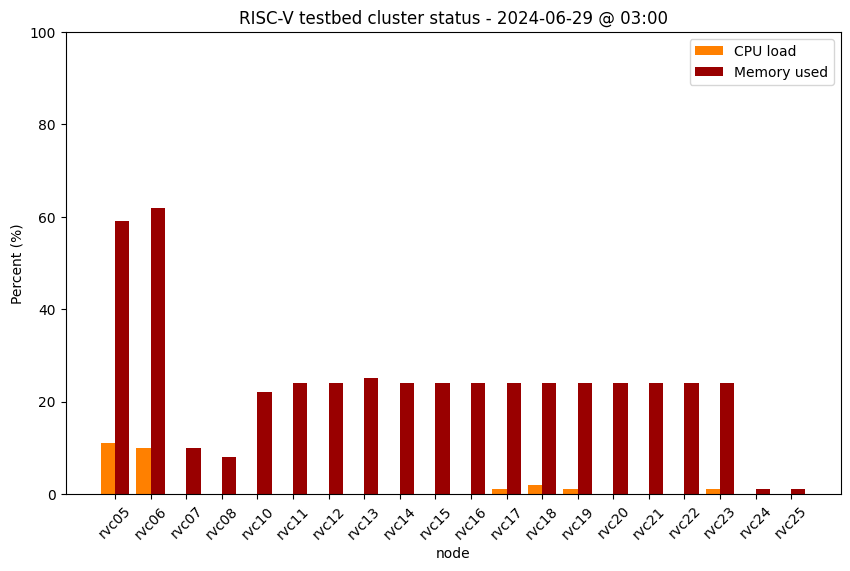 RISC-V testbed cluster status - 2024-06-29 @ 03:00
CPU load
Memory used
Percent (%)
100
80
60
40
20
0
rvc05
rvc06
rvc07
rvc08
rvc10
rvc11
rvc12
rvc13
rvc14
rvc15
rvc16
rvc17
rvc18
rvc19
rvc20
rvc21
rvc22
rvc23
rvc24
rvc25
node